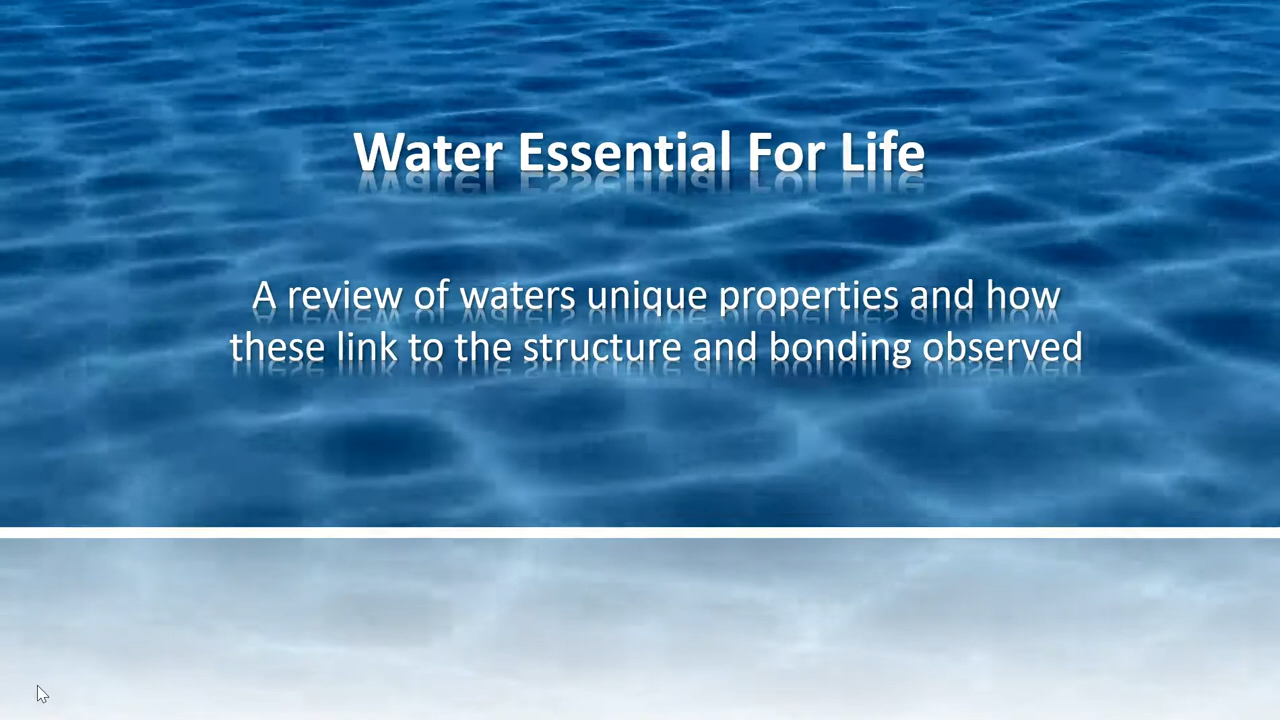 Water Essential For Life
A review of waters unique properties and how
these link to the structure and bonding observed